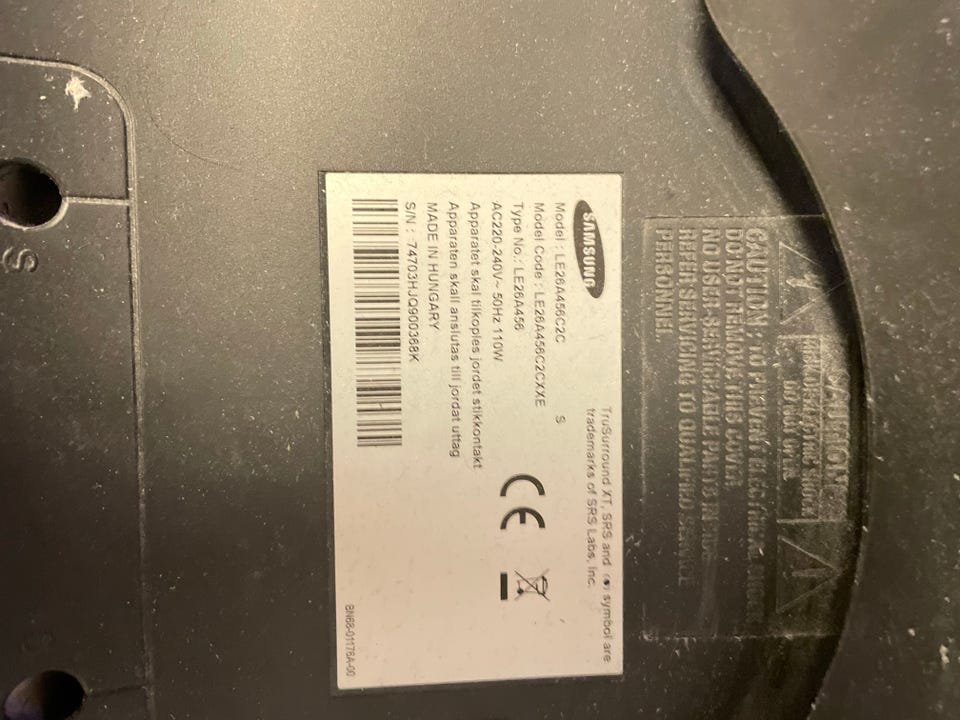 SAMSUNG
TruSurround XT, SRS and (●) symbol are
trademarks of SRS Labs, Inc.
Model : LE26A456C2C S
Model Code : LE26A456C2CXXE
Type No.: LE26A456
AC220-240V~ 50Hz 110W
Apparatet skal tilkoples jordet stikkontakt
Apparaten skall anslutas till jordat uttag
MADE IN HUNGARY
S/N : 74703HJQ900368K
CE
BN68-01176A-00
CAUTION
RISK OF ELECTRIC SHOCK
DO NOT OPEN
CAUTION: TO PREVENT ELECTRIC SHOCK,
DO NOT REMOVE THIS COVER.
NO USER-SERVICEABLE PARTS INSIDE.
REFER SERVICING TO QUALIFIED SERVICE
PERSONNEL.
S